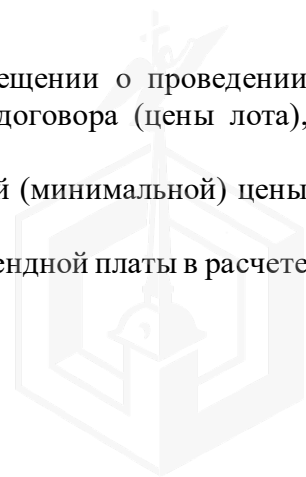 ещении о проведении
договора (цены лота),
й (минимальной) цены
ендной платы в расчете